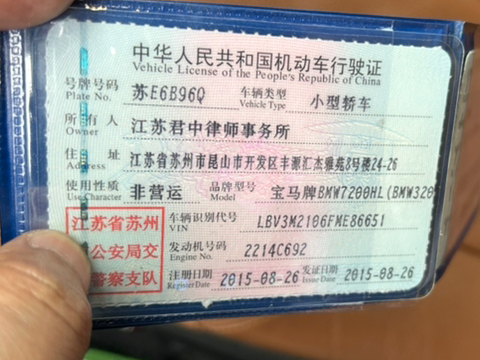 中华人民共和国机动车行驶证
Vehicle License of the People's Republic of China
号牌号码 苏E6B96Q 车辆类型 小型轿车
Plate No. Vehicle Type
所有人 江苏君中律师事务所
Owner
住址 江苏省苏州市昆山市开发区丰源汇杰雅苑8号楼24-26
Address
使用性质 非营运 品牌型号 宝马牌BMW7200HL(BMW320
Use Character Model
江苏省苏州 车辆识别代号 LBV3M2106FME86651
VIN
公安局交 发动机号码 2214C692
Engine No.
警察支队 注册日期 2015-08-26 发证日期 2015-08-26
Register Date Issue Date